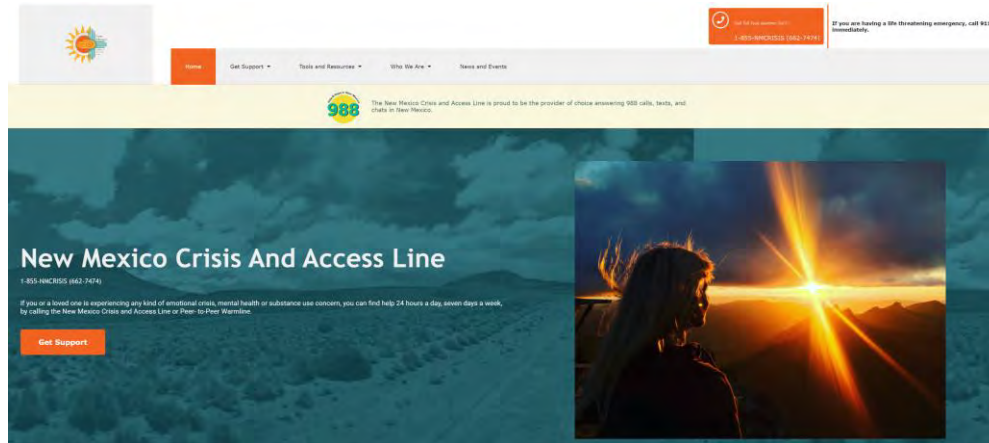 1-855-NMCRISIS (662-7474)
If you are having a life threatening emergency, call 911
immediately.
Home
Get Support
Tools and Resources
Who We Are
News and Events
988
The New Mexico Crisis and Access Line is proud to be the provider of choice answering 988 calls, texts, and
chats in New Mexico.
New Mexico Crisis And Access Line
1-855-NMCRISIS (662-7474)
If you or a loved one is experiencing any kind of emotional crisis, mental health or substance use concern, you can find help 24 hours a day, seven days a week,
by calling the New Mexico Crisis and Access Line or Peer- to-Peer Warmline.
Get Support